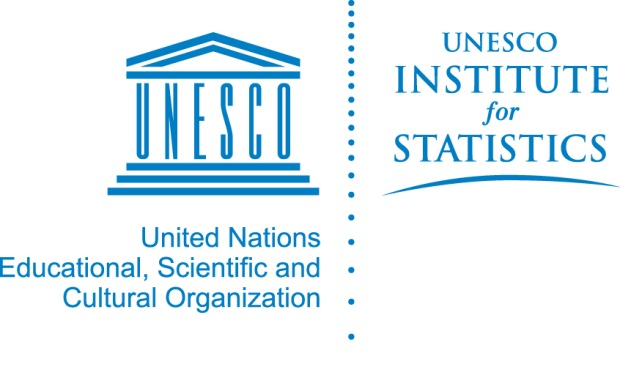 UNESCO
United Nations
Educational, Scientific and
Cultural Organization
UNESCO
INSTITUTE
for
STATISTICS